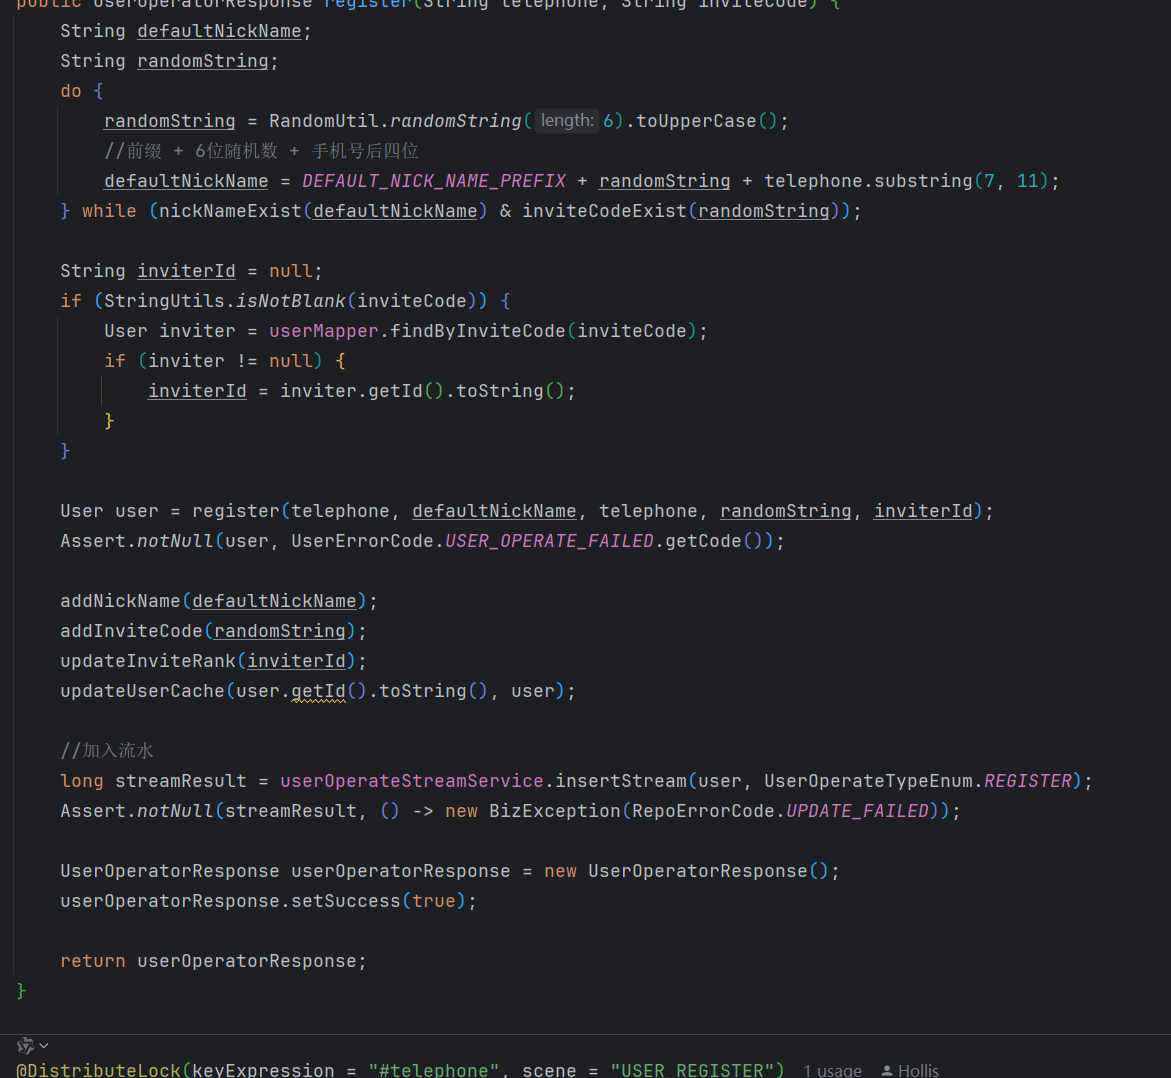 public UserOperatorResponse register(String telephone, String inviteCode) {
String defaultNickName;
String randomString;
do {
randomString = RandomUtil.randomString( length: 6).toUpperCase();
//前缀 + 6位随机数 + 手机号后四位
defaultNickName = DEFAULT_NICK_NAME_PREFIX + randomString + telephone.substring(7, 11);
} while (nickNameExist(defaultNickName) & inviteCodeExist(randomString));
String inviterId = null;
if (StringUtils.isNotBlank(inviteCode)) {
User inviter = userMapper.findByInviteCode(inviteCode);
if (inviter != null) {
inviterId = inviter.getId().toString();
}
}
User user = register(telephone, defaultNickName, telephone, randomString, inviterId);
Assert.notNull(user, UserErrorCode.USER_OPERATE_FAILED.getCode());
addNickName(defaultNickName);
addInviteCode(randomString);
updateInviteRank(inviterId);
updateUserCache(user.getId().toString(), user);
//加入流水
long streamResult = userOperateStreamService.insertStream(user, UserOperateTypeEnum.REGISTER);
Assert.notNull(streamResult, () -> new BizException(RepoErrorCode.UPDATE_FAILED));
UserOperatorResponse userOperatorResponse = new UserOperatorResponse();
userOperatorResponse.setSuccess(true);
return userOperatorResponse;
}
@DistributeLock(keyExpression = "#telephone", scene = "USER_REGISTER") 1 usage Hollis